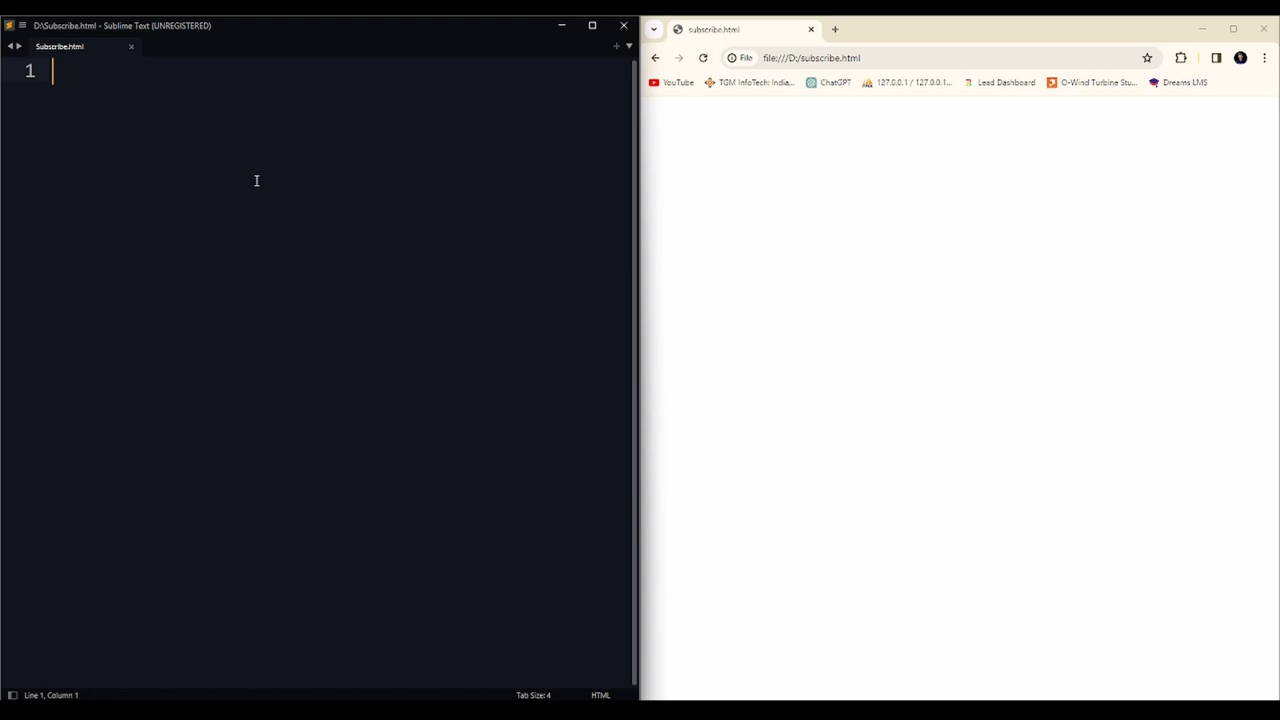 D:\Subscribe.html - Sublime Text (UNREGISTERED)
Subscribe.html
1
Line 1, Column 1
Tab Size: 4
HTML
subscribe.html
File
file:///D:/subscribe.html
YouTube
TGM InfoTech: India...
ChatGPT
127.0.0.1 / 127.0.0.1...
Lead Dashboard
O-Wind Turbine Stu...
Dreams LMS